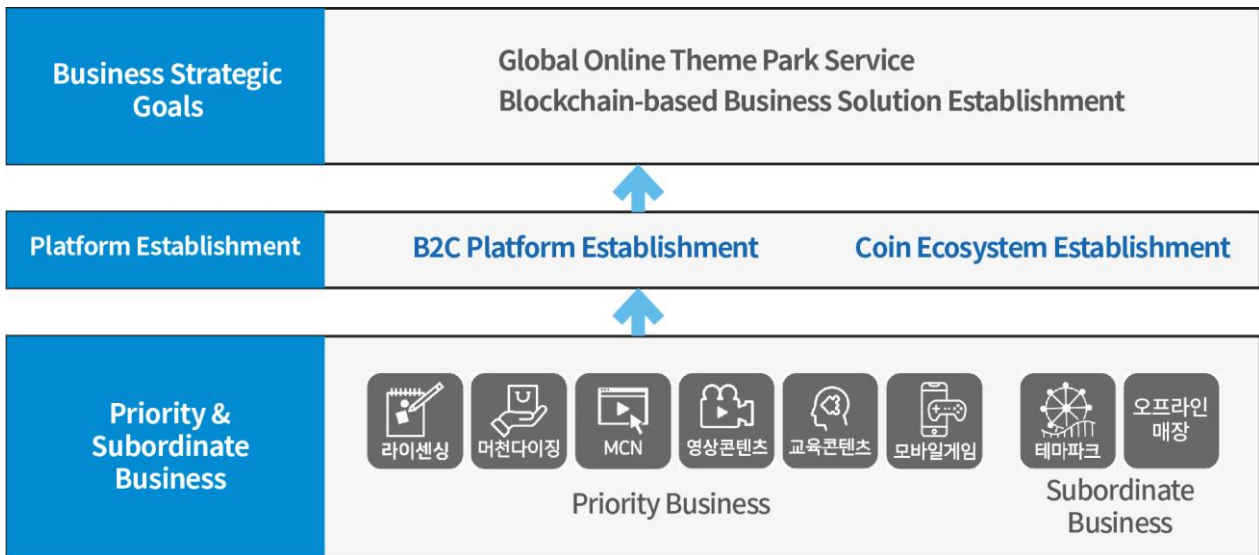 Business Strategic
Goals
Global Online Theme Park Service
Blockchain-based Business Solution Establishment
Platform Establishment
B2C Platform Establishment
Coin Ecosystem Establishment
Priority &
Subordinate
Business
라이센싱
머천다이징
MCN
영상콘텐츠
교육콘텐츠
모바일게임
테마파크
오프라인
매장
Priority Business
Subordinate
Business